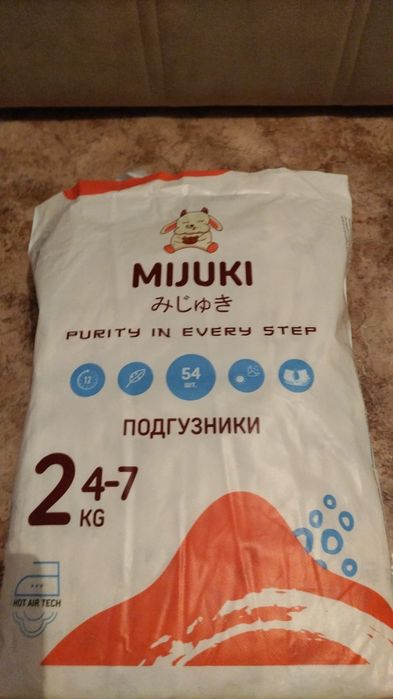 MIJUKI
みじゅき
PURITY IN EVERY STEP
12
54
ШТ.
ПОДГУЗНИКИ
2 4-7
KG
HOT AIR TECH